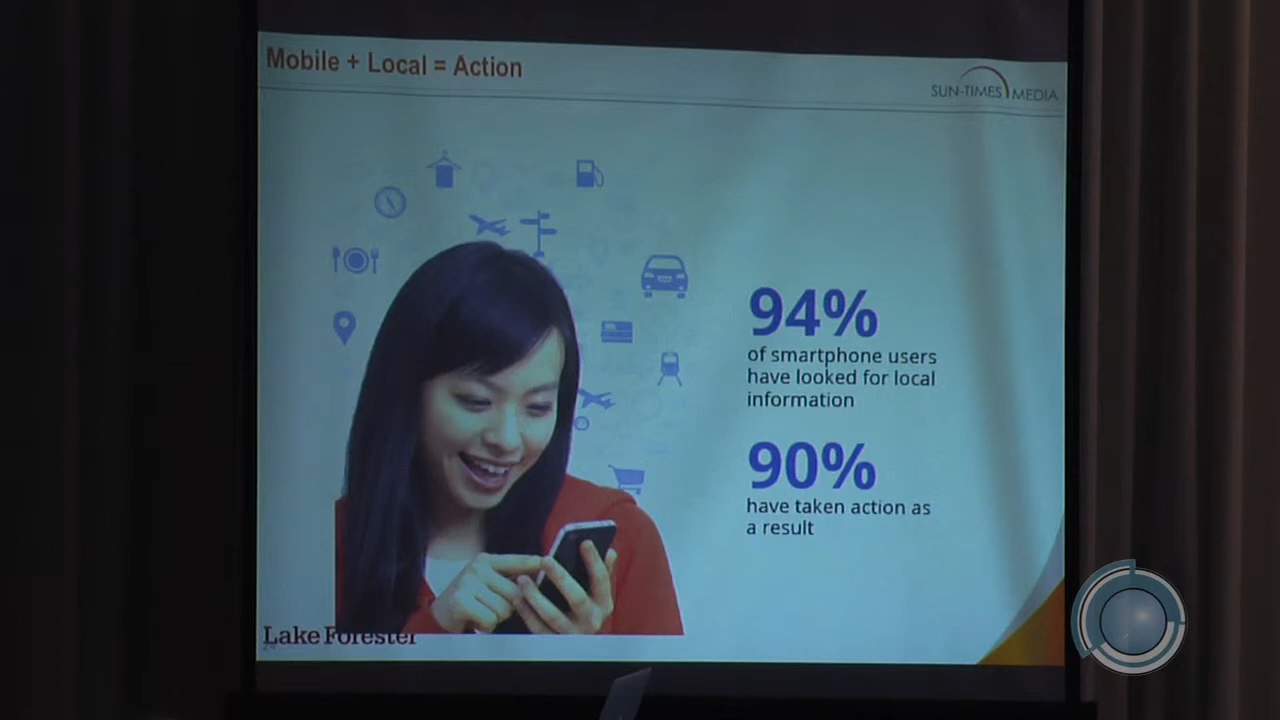 Mobile + Local = Action
SUN-TIMES MEDIA
94%
of smartphone users
have looked for local
information
90%
have taken action as
a result
Lake Forester
24